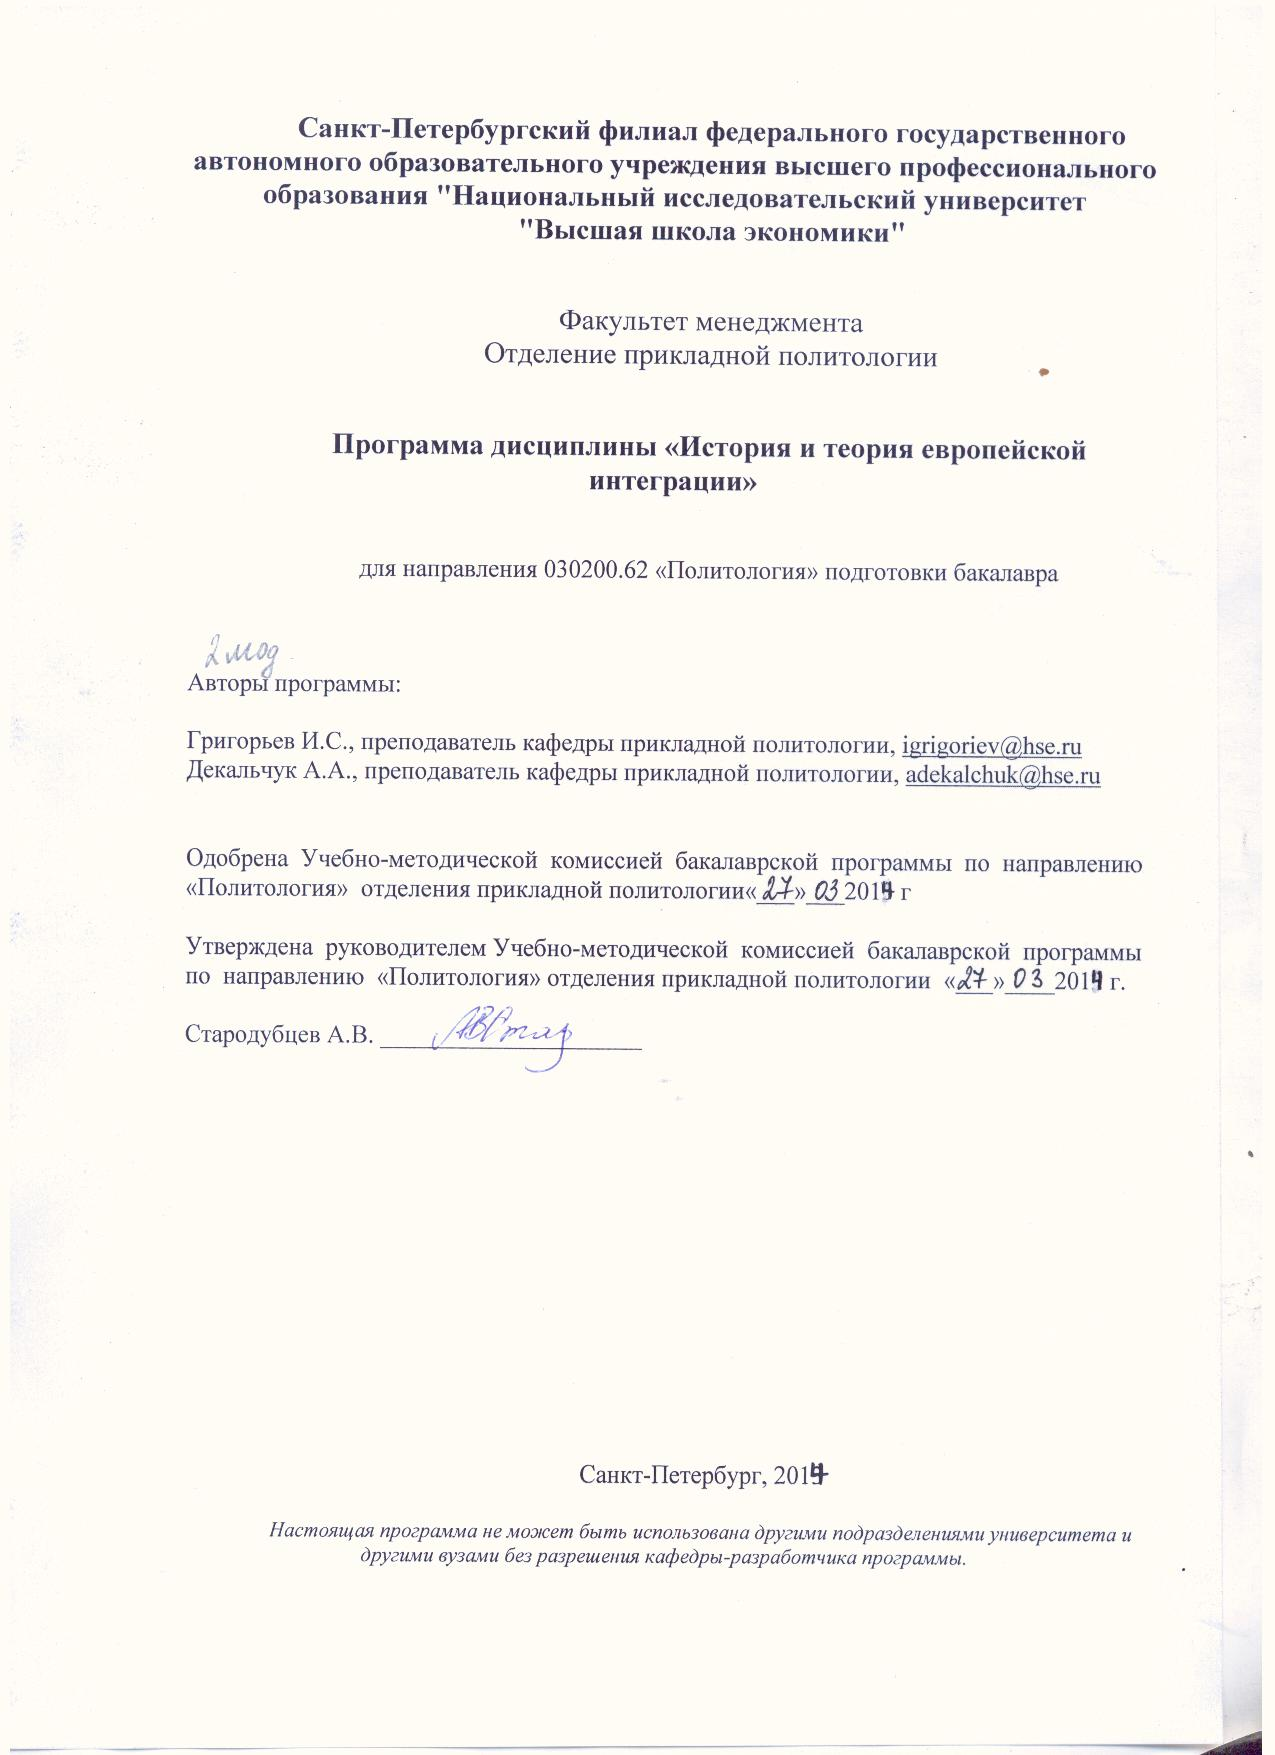 Санкт-Петербургский филиал федерального государственного
автономного образовательного учреждения высшего профессионального
образования "Национальный исследовательский университет
"Высшая школа экономики"
Факультет менеджмента
Отделение прикладной политологии
Программа дисциплины «История и теория европейской
интеграции»
для направления 030200.62 «Политология» подготовки бакалавра
2 мод
Авторы программы:
Григорьев И.С., преподаватель кафедры прикладной политологии, igrigoriev@hse.ru
Декальчук А.А., преподаватель кафедры прикладной политологии, adekalchuk@hse.ru
Одобрена Учебно-методической комиссией бакалаврской программы по направлению
«Политология» отделения прикладной политологии«27» 03 2014 г
Утверждена руководителем Учебно-методической комиссией бакалаврской программы
по направлению «Политология» отделения прикладной политологии «27» 03 2014 г.
Стародубцев А.В.
Санкт-Петербург, 2014
Настоящая программа не может быть использована другими подразделениями университета и
другими вузами без разрешения кафедры-разработчика программы.